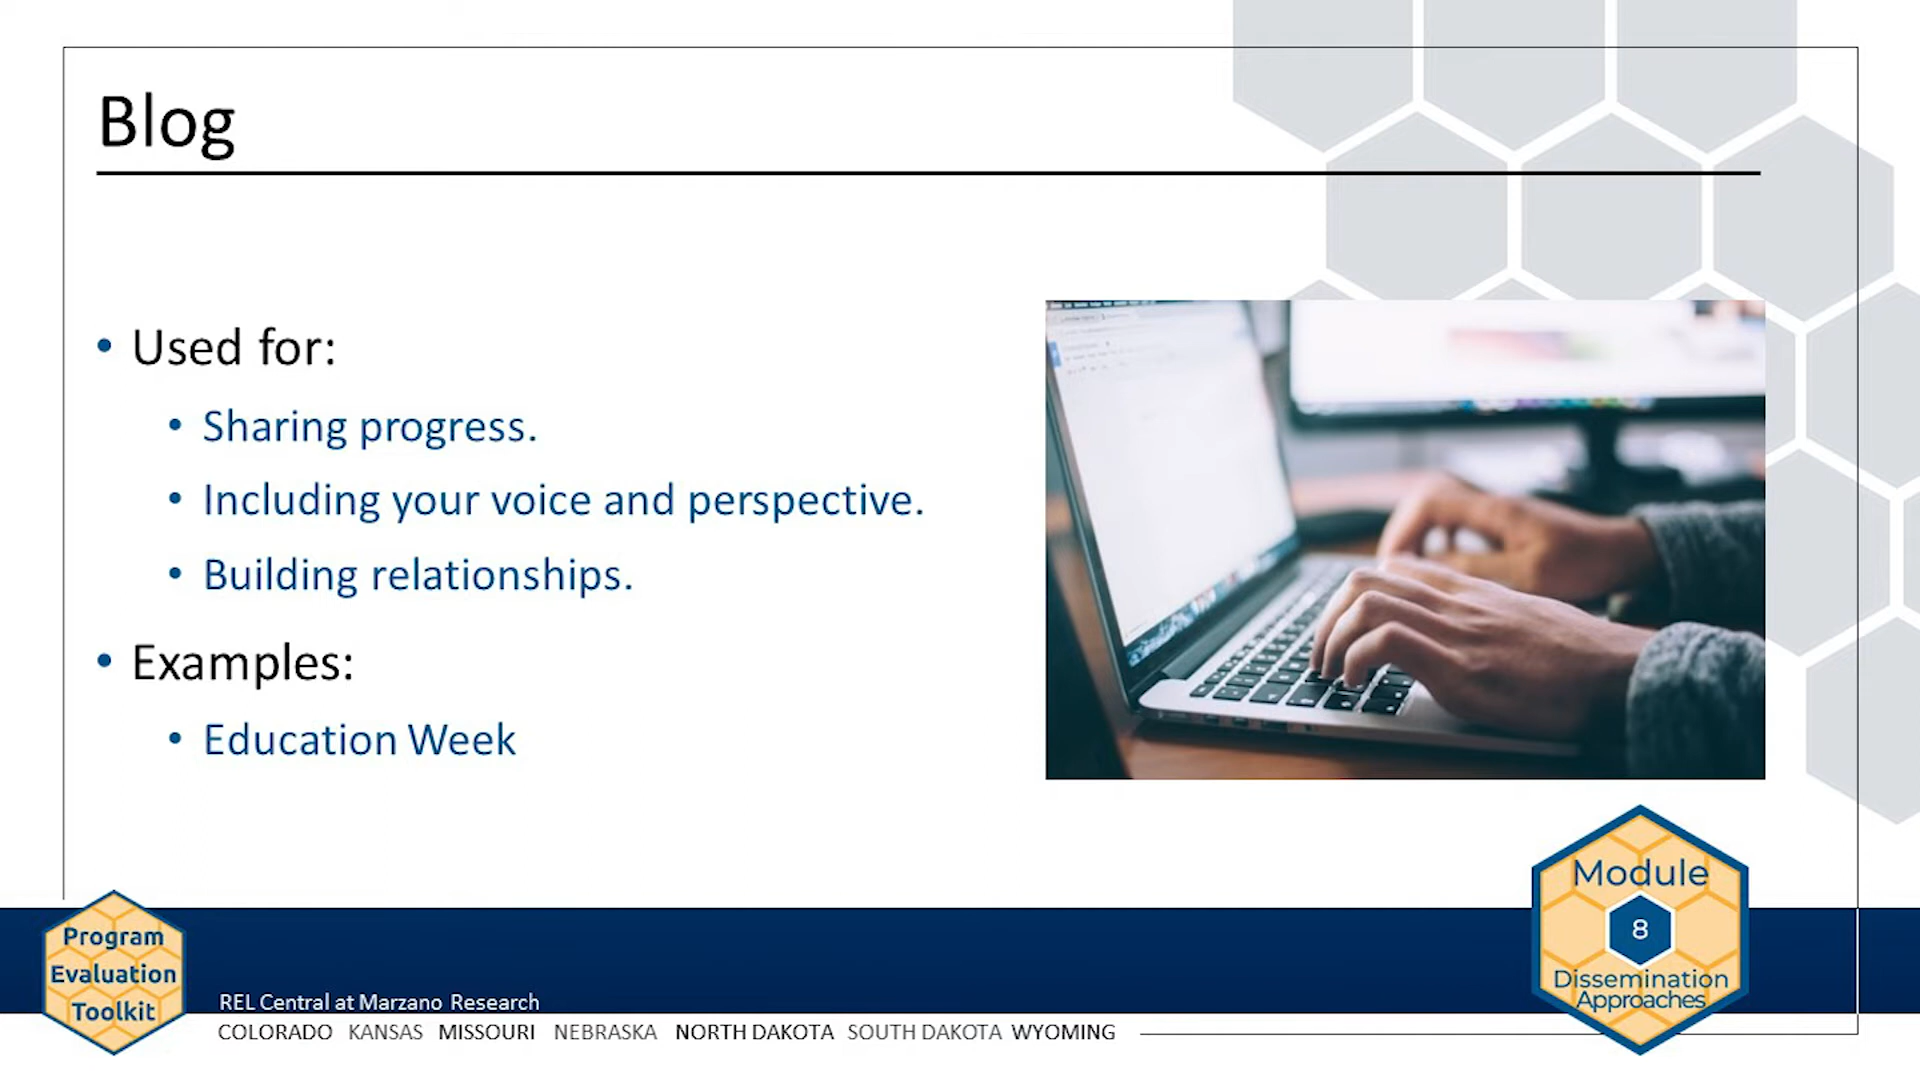 Blog
• Used for:
• Sharing progress.
• Including your voice and perspective.
• Building relationships.
• Examples:
• Education Week
Program
Evaluation
Toolkit
REL Central at Marzano Research
COLORADO KANSAS MISSOURI NEBRASKA NORTH DAKOTA SOUTH DAKOTA WYOMING
Module
8
Dissemination
Approaches